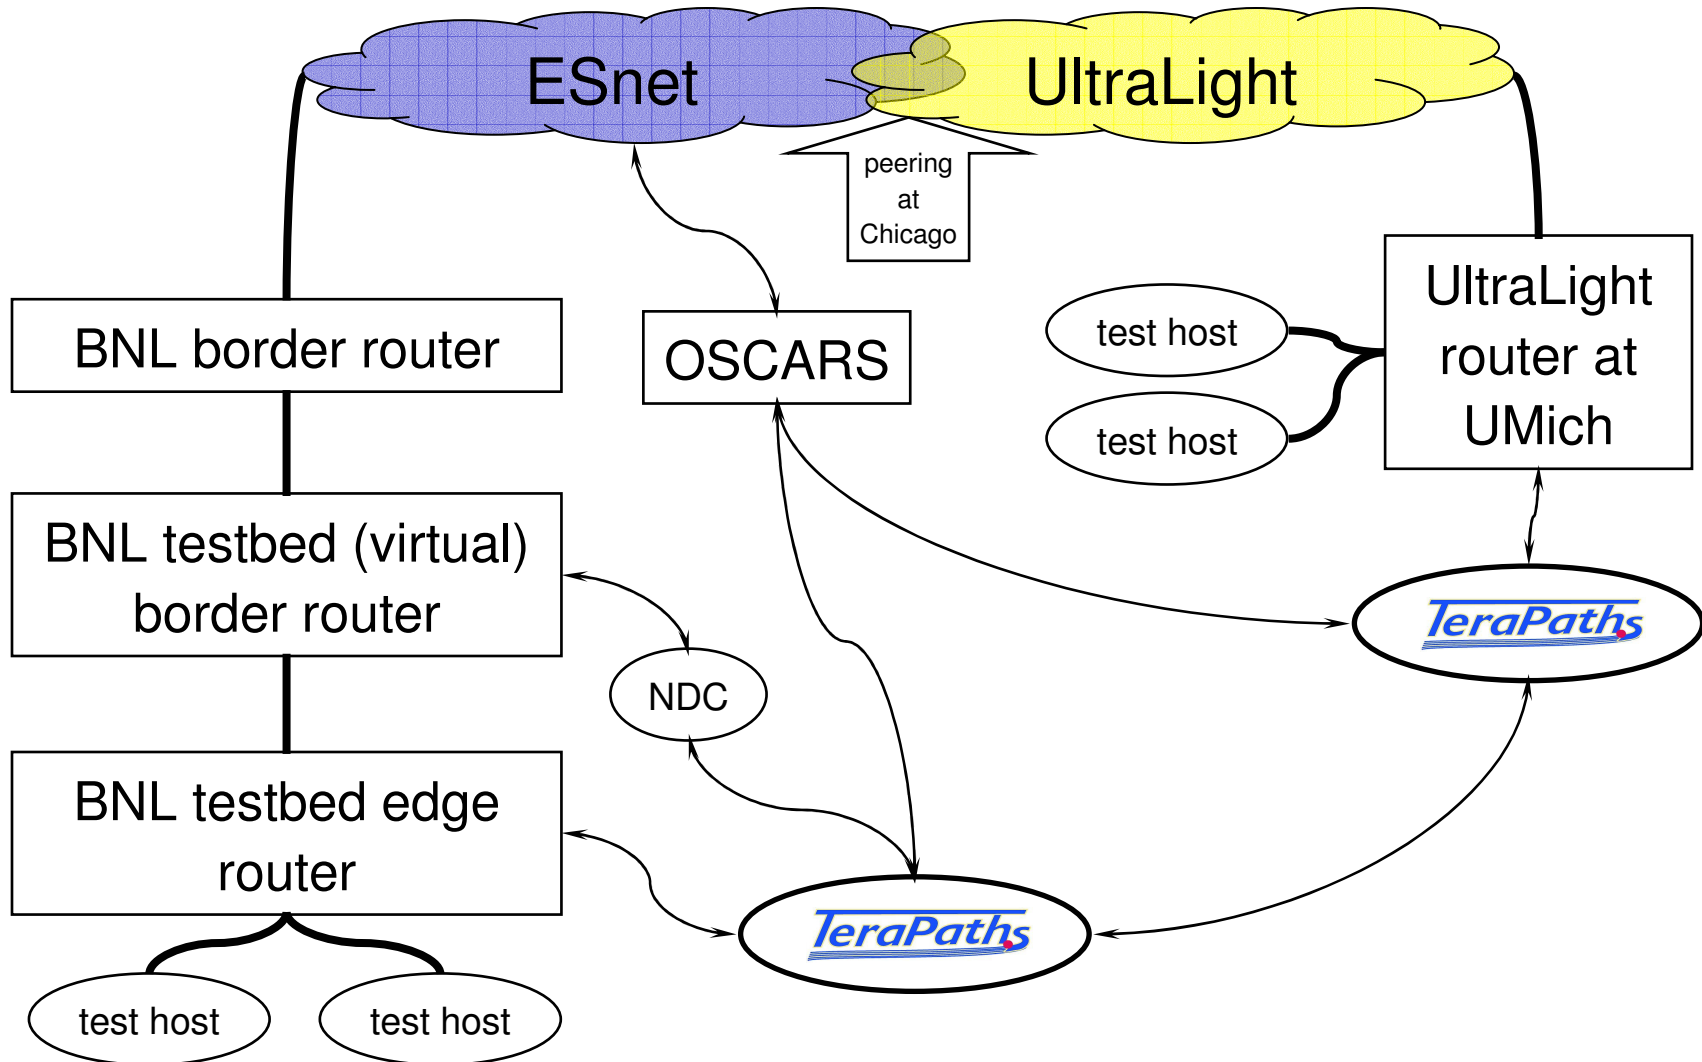 ESnet
UltraLight
peering
at
Chicago
BNL border router
OSCARS
test host
test host
UltraLight
router at
UMich
BNL testbed (virtual)
border router
NDC
TeraPaths
BNL testbed edge
router
TeraPaths
test host
test host